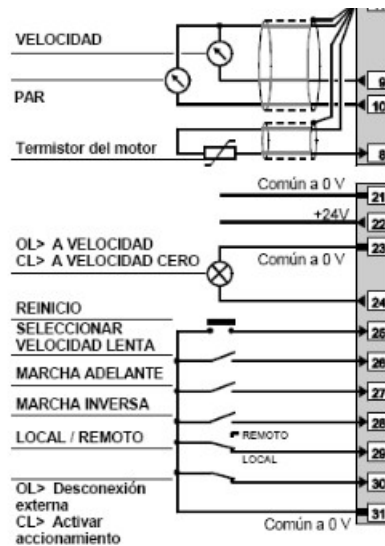 VELOCIDAD
9
10
PAR
Termistor del motor
8
Común a 0 V
21
+24V
22
OL> A VELOCIDAD
CL> A VELOCIDAD CERO
23
Común a 0 V
24
REINICIO
25
SELECCIONAR
VELOCIDAD LENTA
26
MARCHA ADELANTE
27
MARCHA INVERSA
28
LOCAL / REMOTO
REMOTO
29
LOCAL
30
OL> Desconexión
externa
31
CL> Activar
accionamiento
Común a 0 V